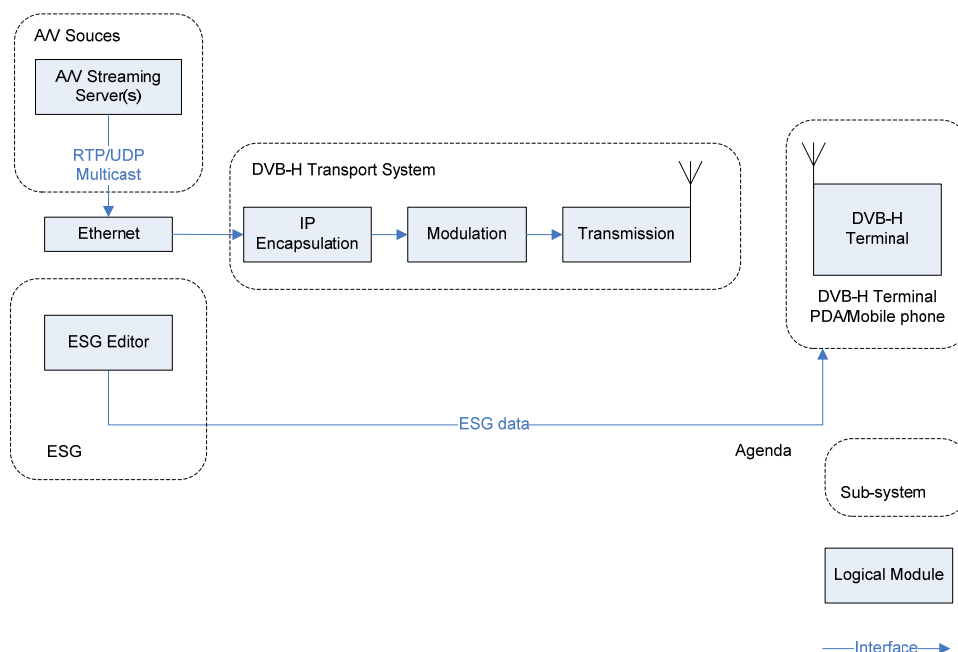 A/V Souces
A/V Streaming
Server(s)
RTP/UDP
Multicast
Ethernet
DVB-H Transport System
IP
Encapsulation
Modulation
Transmission
DVB-H
Terminal
DVB-H Terminal
PDA/Mobile phone
ESG Editor
ESG data
ESG
Agenda
Sub-system
Logical Module
Interface